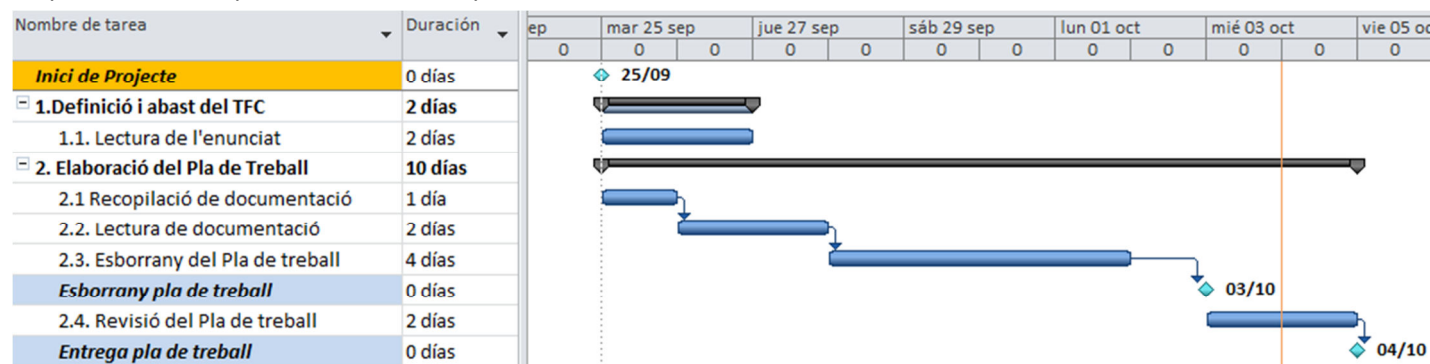 Nombre de tarea Duración ep mar 25 sep jue 27 sep sáb 29 sep lun 01 oct mié 03 oct vie 05 oc
0 0 0 0 0 0 0 0 0 0 0 0
Inici de Projecte 0 días 25/09
1.Definició i abast del TFC 2 días
1.1. Lectura de l'enunciat 2 días
2. Elaboració del Pla de Treball 10 días
2.1 Recopilació de documentació 1 día
2.2. Lectura de documentació 2 días
2.3. Esborrany del Pla de treball 4 días
Esborrany pla de treball 0 días 03/10
2.4. Revisió del Pla de treball 2 días
Entrega pla de treball 0 días 04/10